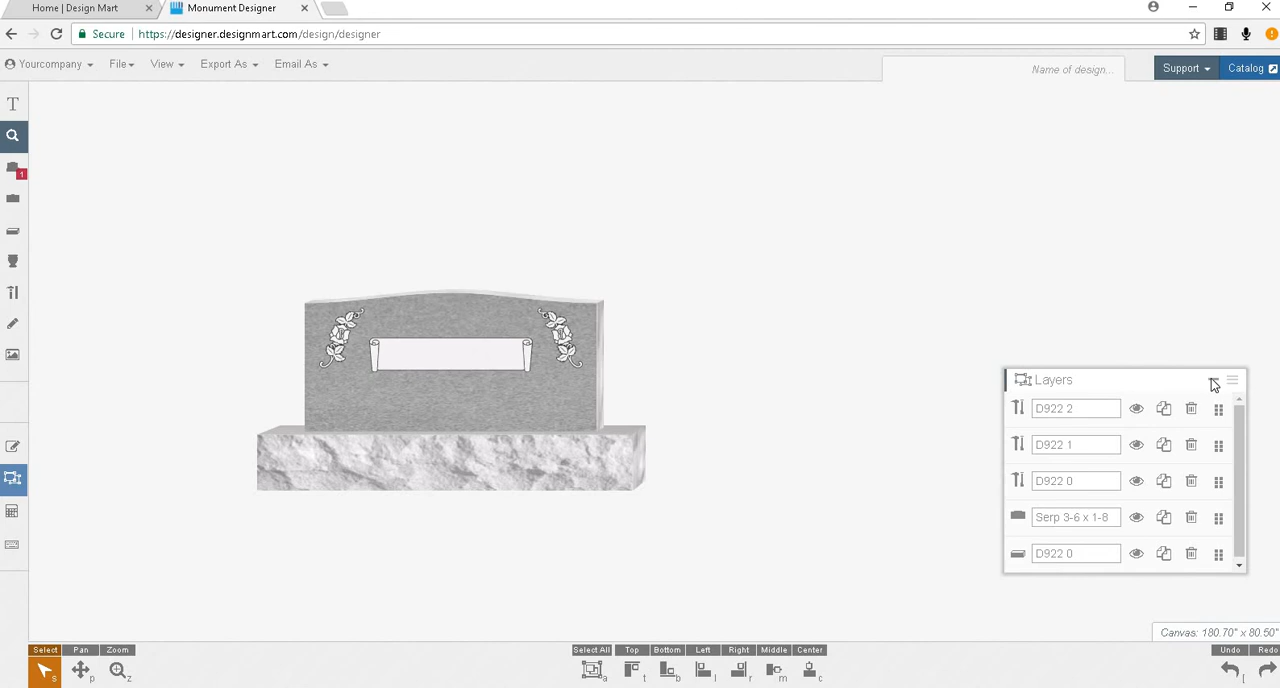 Home | Design Mart
Monument Designer
Secure
https://designer.designmart.com/design/designer
Yourcompany
File
View
Export As
Email As
Name of design...
Support
Catalog
T
1
Layers
D922 2
D922 1
D922 0
Serp 3-6 x 1-8
D922 0
Canvas: 180.70" x 80.50"
Select
Pan
Zoom
Select All
Top
Bottom
Left
Right
Middle
Center
Undo
Redo
s
p
z
a
t
b
l
r
m
c
[